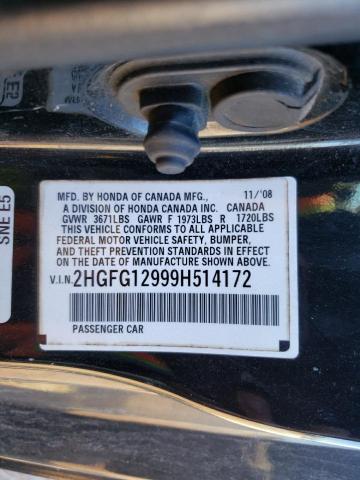 MFD. BY HONDA OF CANADA MFG., 11/'08
A DIVISION OF HONDA CANADA INC. CANADA
GVWR 3671LBS GAWR F 1973LBS R 1720LBS
THIS VEHICLE CONFORMS TO ALL APPLICABLE
FEDERAL MOTOR VEHICLE SAFETY, BUMPER,
AND THEFT PREVENTION STANDARDS IN EFFECT
ON THE DATE OF MANUFACTURE SHOWN ABOVE.
V.I.N. 2HGFG12999H514172
PASSENGER CAR
SNE E5